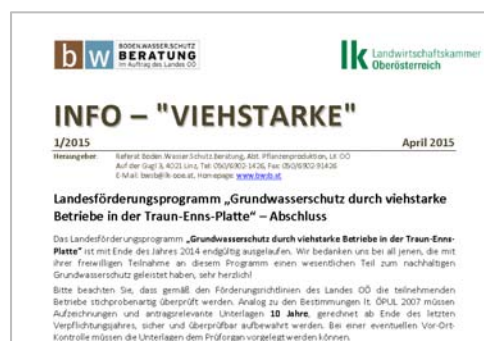 b w BODEN.WASSER.SCHUTZ
BERATUNG
Im Auftrag des Landes OÖ
lk Landwirtschaftskammer
Oberösterreich
INFO – "VIEHSTARKE"
1/2015 April 2015
Herausgeber: Referat Boden.Wasser.Schutz.Beratung, Abt. Pflanzenproduktion, LK OÖ
Auf der Gugl 3, 4021 Linz, Tel: 050/6902-1426, Fax: 050/6902-91426
E-Mail: bwsb@lk-ooe.at, Homepage: www.bwsb.at
Landesförderungsprogramm „Grundwasserschutz durch viehstarke
Betriebe in der Traun-Enns-Platte“ – Abschluss
Das Landesförderungsprogramm „Grundwasserschutz durch viehstarke Betriebe in der Traun-Enns-
Platte“ ist mit Ende des Jahres 2014 endgültig ausgelaufen. Wir bedanken uns bei all jenen, die mit
ihrer freiwilligen Teilnahme an diesem Programm einen wesentlichen Teil zum nachhaltigen
Grundwasserschutz geleistet haben, sehr herzlich!
Bitte beachten Sie, dass gemäß den Förderungsrichtlinien des Landes OÖ die teilnehmenden
Betriebe stichprobenartig überprüft werden. Analog zu den Bestimmungen lt. ÖPUL 2007 müssen
Aufzeichnungen und antragsrelevante Unterlagen 10 Jahre, gerechnet ab Ende des letzten
Verpflichtungsjahres, sicher und überprüfbar aufbewahrt werden. Bei einer eventuellen Vor-Ort-
Kontrolle müssen die Unterlagen dem Prüforgan vorgelegt werden können.